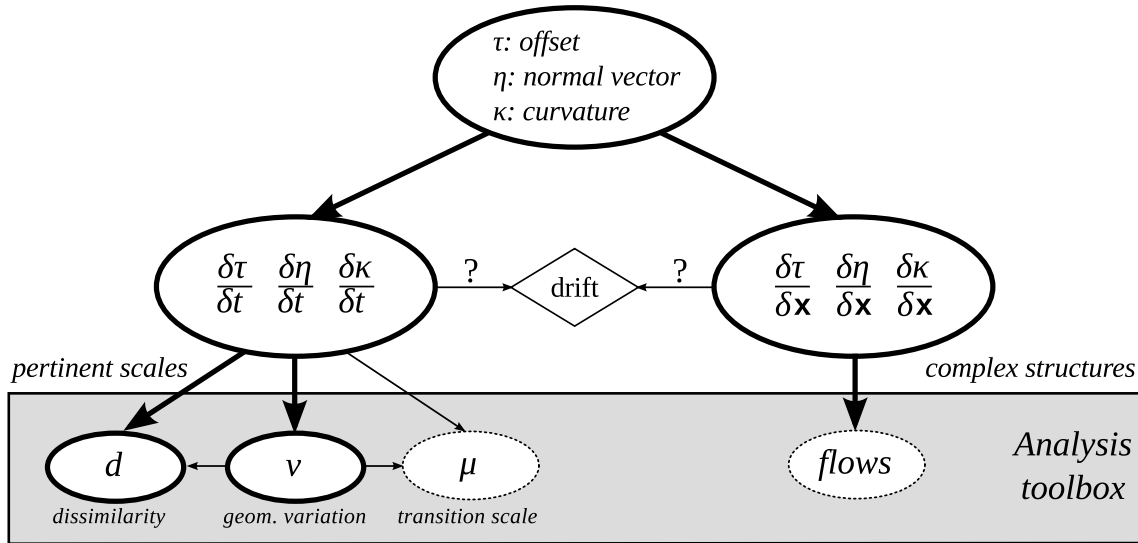 τ: offset
η: normal vector
κ: curvature
δτ/δt δη/δt δκ/δt
?
drift
?
δτ/δx δη/δx δκ/δx
pertinent scales
complex structures
d
ν
μ
flows
Analysis
toolbox
dissimilarity
geom. variation
transition scale